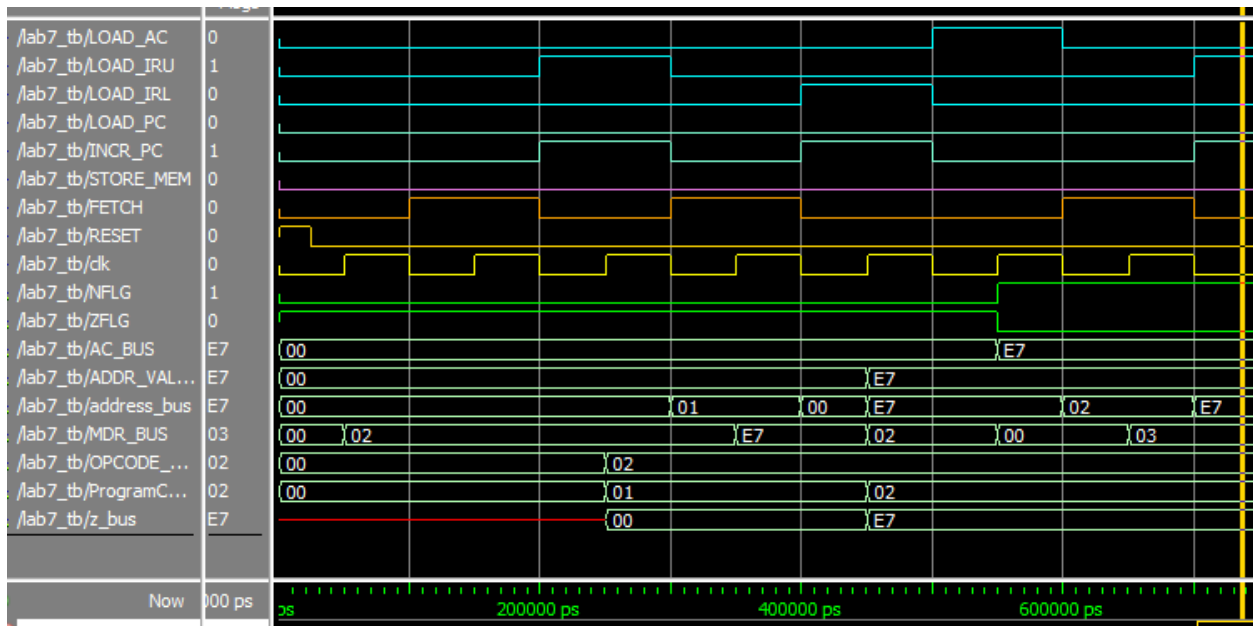 /lab7_tb/LOAD_AC 0
/lab7_tb/LOAD_IRU 1
/lab7_tb/LOAD_IRL 0
/lab7_tb/LOAD_PC 0
/lab7_tb/INCR_PC 1
/lab7_tb/STORE_MEM 0
/lab7_tb/FETCH 0
/lab7_tb/RESET 0
/lab7_tb/clk 0
/lab7_tb/NFLG 1
/lab7_tb/ZFLG 0
/lab7_tb/AC_BUS E7 00 E7
/lab7_tb/ADDR_VAL... E7 00 E7
/lab7_tb/address_bus E7 00 01 00 E7 02 E7
/lab7_tb/MDR_BUS 03 00 02 E7 02 00 03
/lab7_tb/OPCODE_... 02 00 02
/lab7_tb/ProgramC... 02 00 01 02
/lab7_tb/z_bus E7 00 E7
Now 000 ps ps 200000 ps 400000 ps 600000 ps